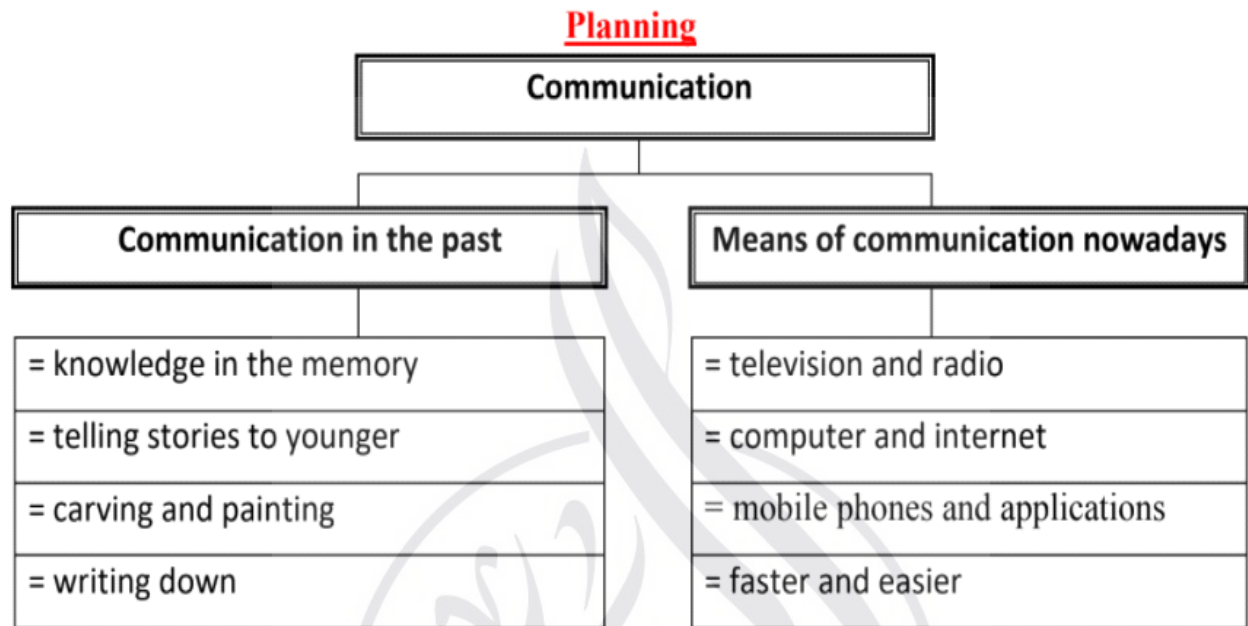 Planning
Communication
Communication in the past
= knowledge in the memory
= telling stories to younger
= carving and painting
= writing down
Means of communication nowadays
= television and radio
= computer and internet
= mobile phones and applications
= faster and easier